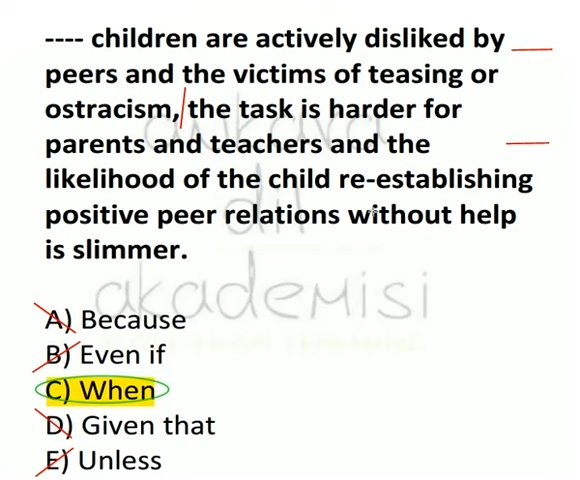 ---- children are actively disliked by
peers and the victims of teasing or
ostracism, the task is harder for
parents and teachers and the
likelihood of the child re-establishing
positive peer relations without help
is slimmer.
ankara
dil
akademisi
A) Because
B) Even if
C) When
D) Given that
E) Unless